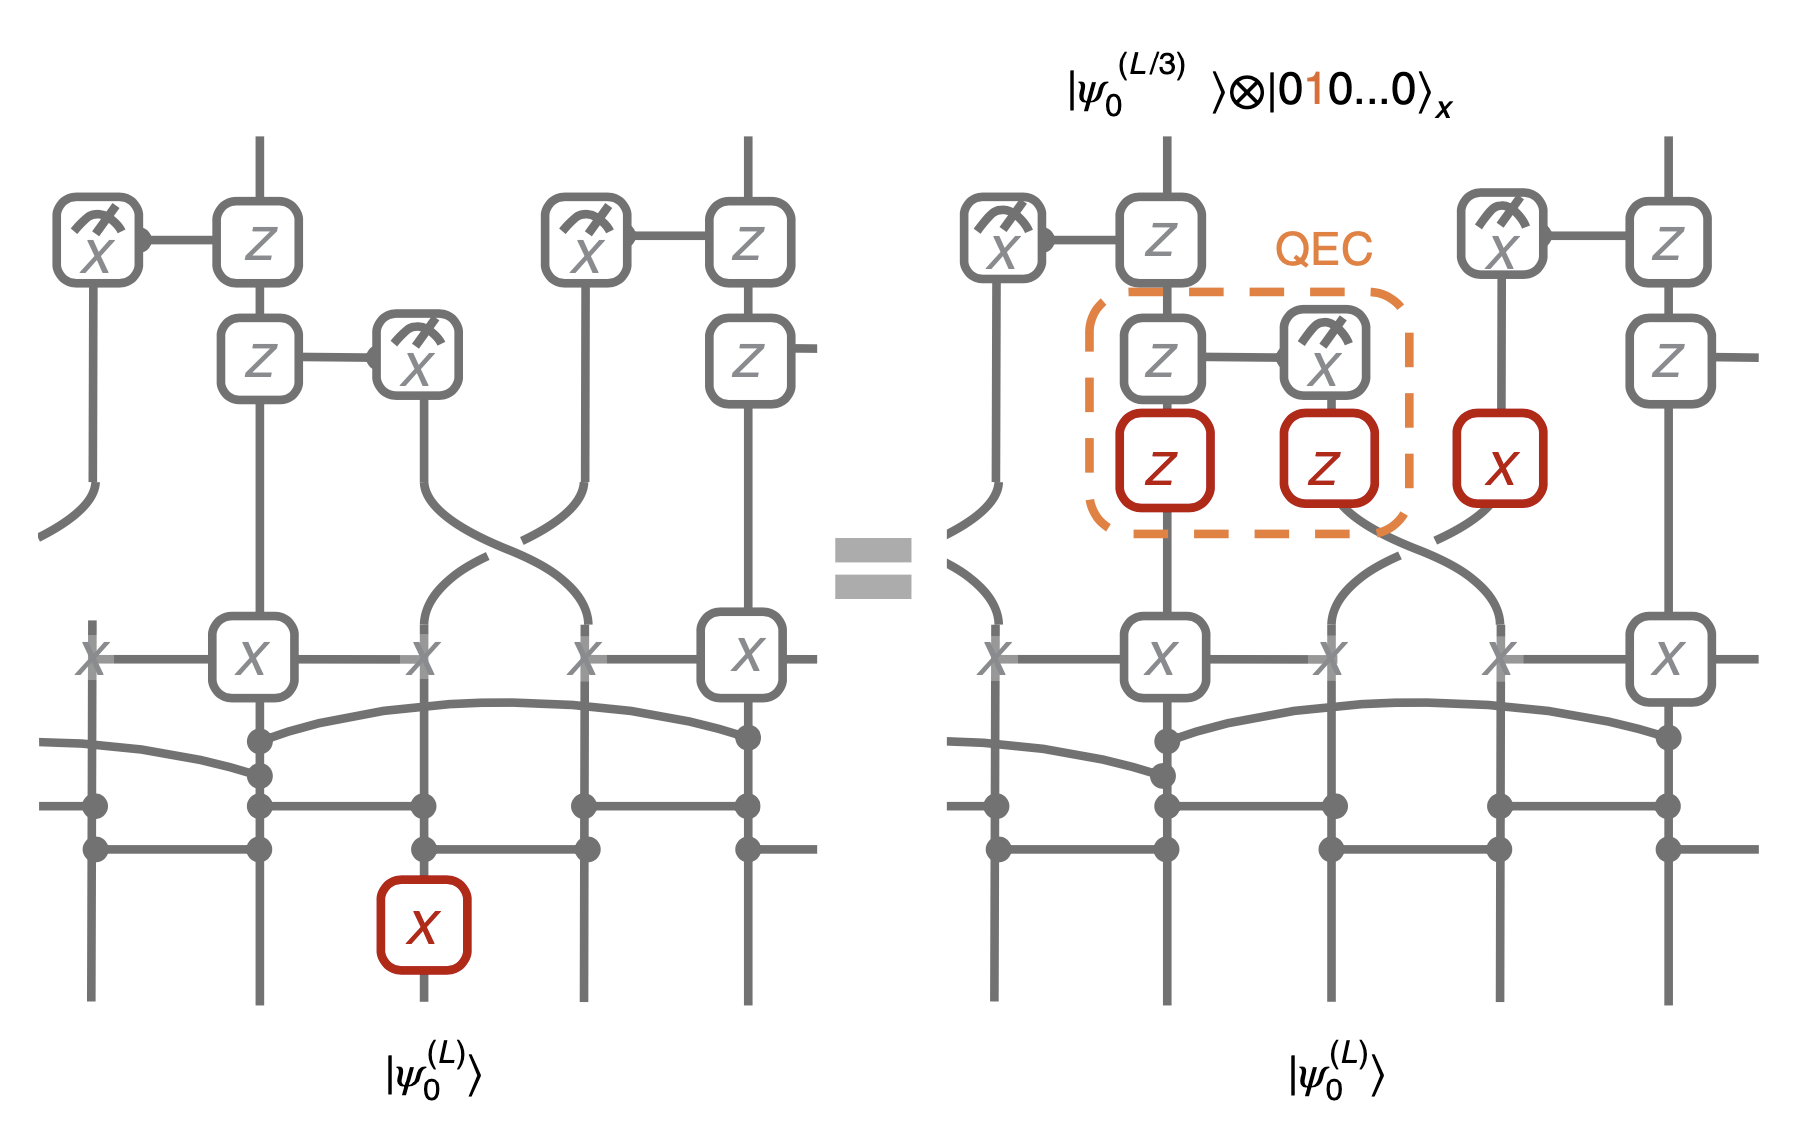 |ψ₀^(L/3)⟩⊗|010...0⟩ₓ
X Z X Z X Z X Z
QEC
Z X Z Z X Z
Z Z X
X X X X X X X X X X
X
|ψ₀^(L)⟩ |ψ₀^(L)⟩